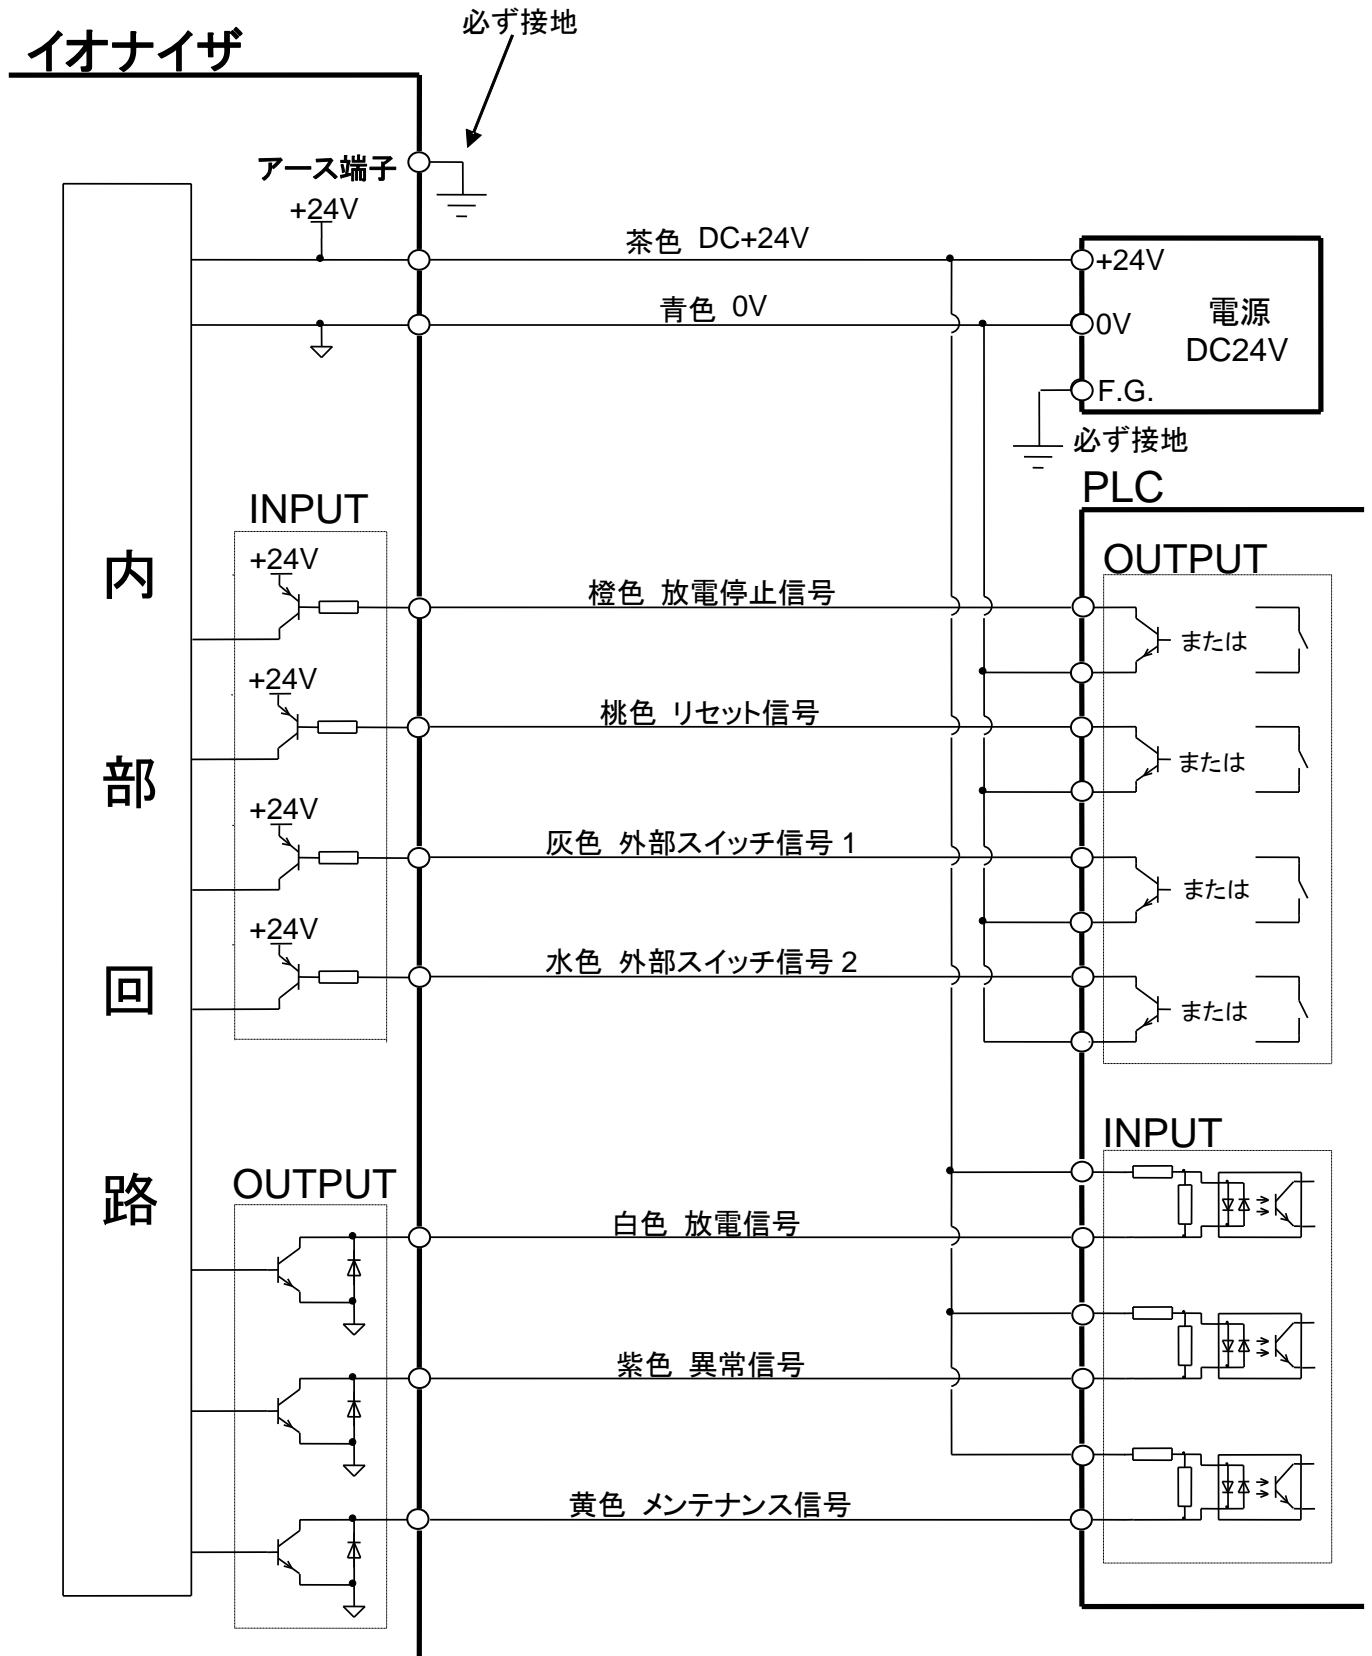 必ず接地
イオナイザ
アース端子
+24V
茶色 DC+24V
+24V
青色 0V
0V
電源
DC24V
F.G.
必ず接地
PLC
INPUT
OUTPUT
+24V
橙色 放電停止信号
または
+24V
桃色 リセット信号
または
+24V
灰色 外部スイッチ信号 1
または
+24V
水色 外部スイッチ信号 2
または
内部回路
INPUT
OUTPUT
白色 放電信号
紫色 異常信号
黄色 メンテナンス信号